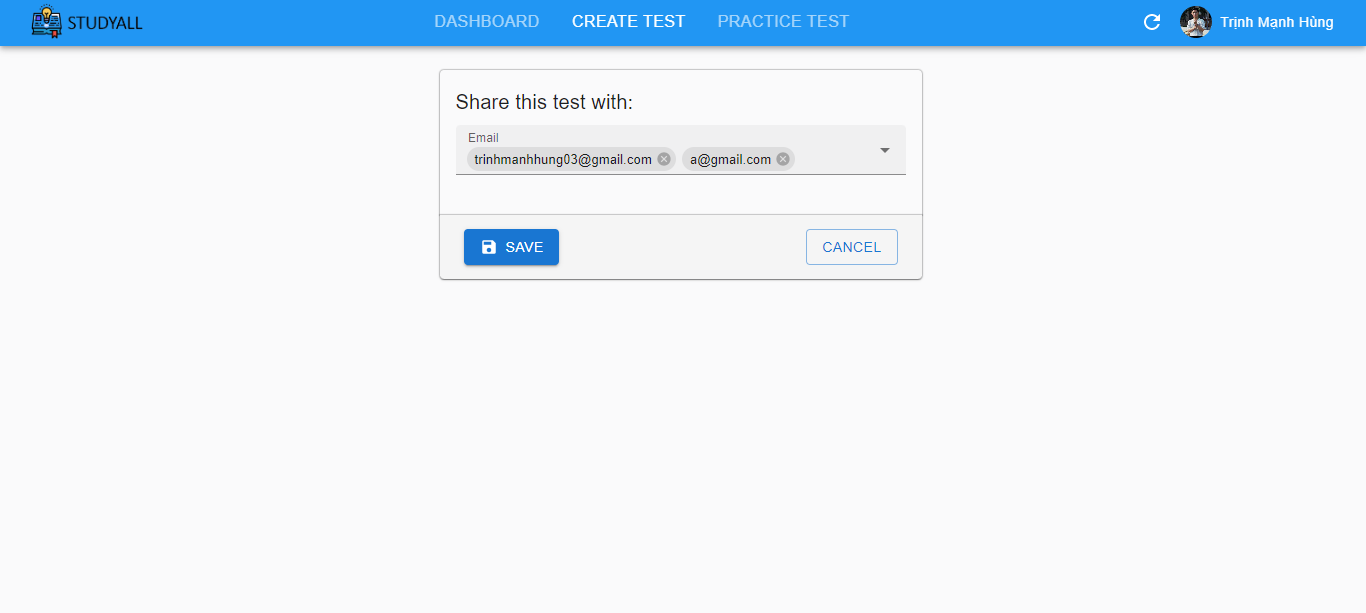 STUDYALL DASHBOARD CREATE TEST PRACTICE TEST Trịnh Mạnh Hùng
Share this test with:
Email
trinhmanhhung03@gmail.com a@gmail.com
SAVE CANCEL